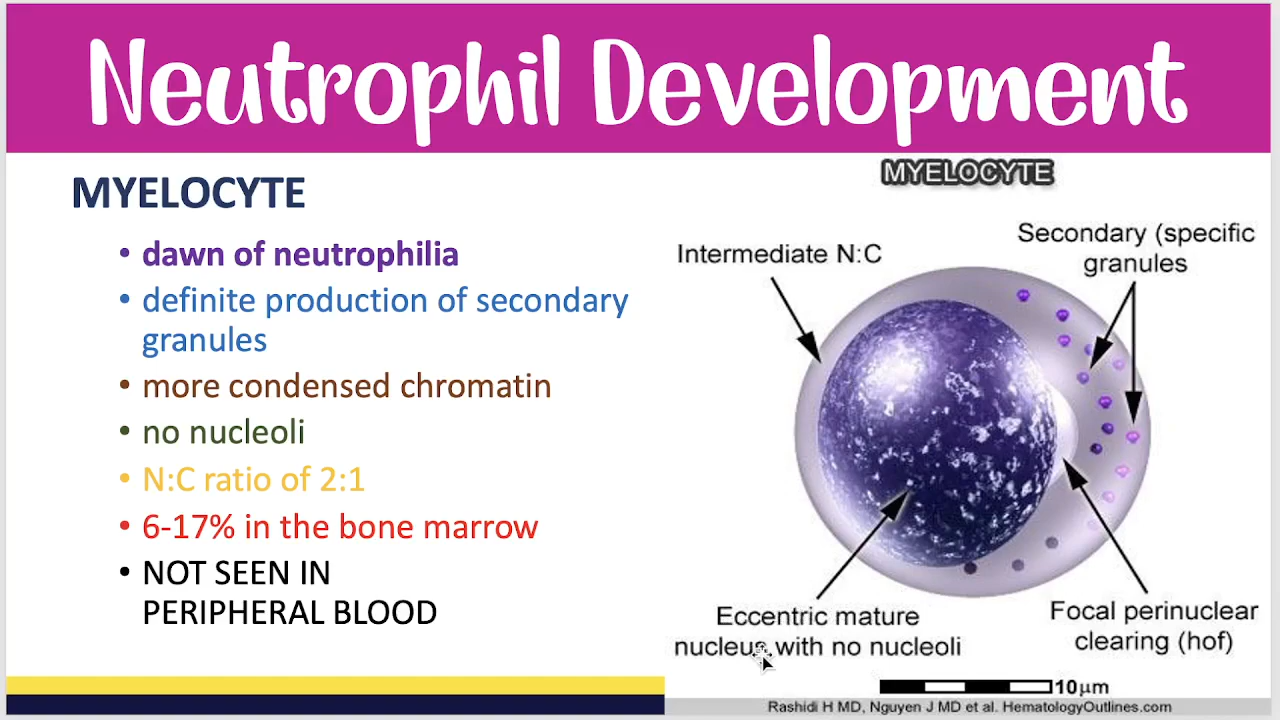 Neutrophil Development
MYELOCYTE
• dawn of neutrophilia
• definite production of secondary
granules
• more condensed chromatin
• no nucleoli
• N:C ratio of 2:1
• 6-17% in the bone marrow
• NOT SEEN IN
PERIPHERAL BLOOD
MYELOCYTE
Intermediate N:C
Secondary (specific
granules
Eccentric mature
nucleus with no nucleoli
Focal perinuclear
clearing (hof)
10µm
Rashidi H MD, Nguyen J MD et al. HematologyOutlines.com